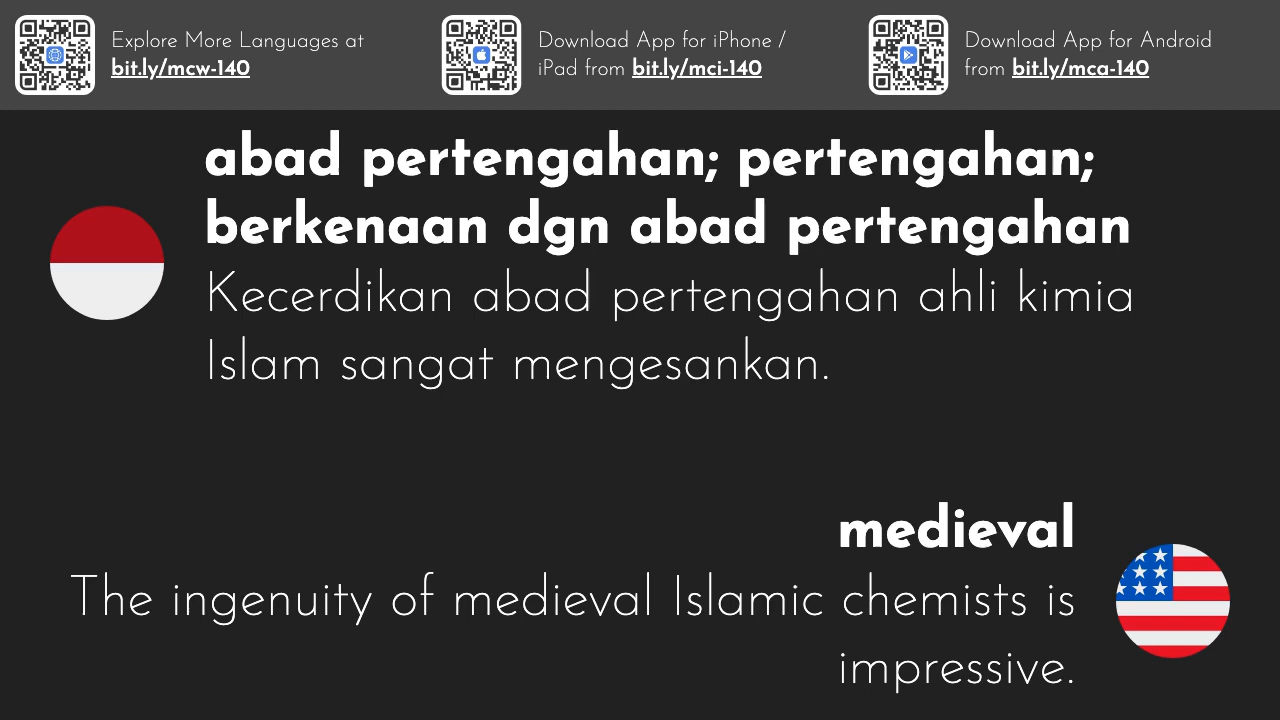 Explore More Languages at
bit.ly/mcw-140
Download App for iPhone /
iPad from bit.ly/mci-140
Download App for Android
from bit.ly/mca-140
abad pertengahan; pertengahan;
berkenaan dgn abad pertengahan
Kecerdikan abad pertengahan ahli kimia
Islam sangat mengesankan.
medieval
The ingenuity of medieval Islamic chemists is
impressive.